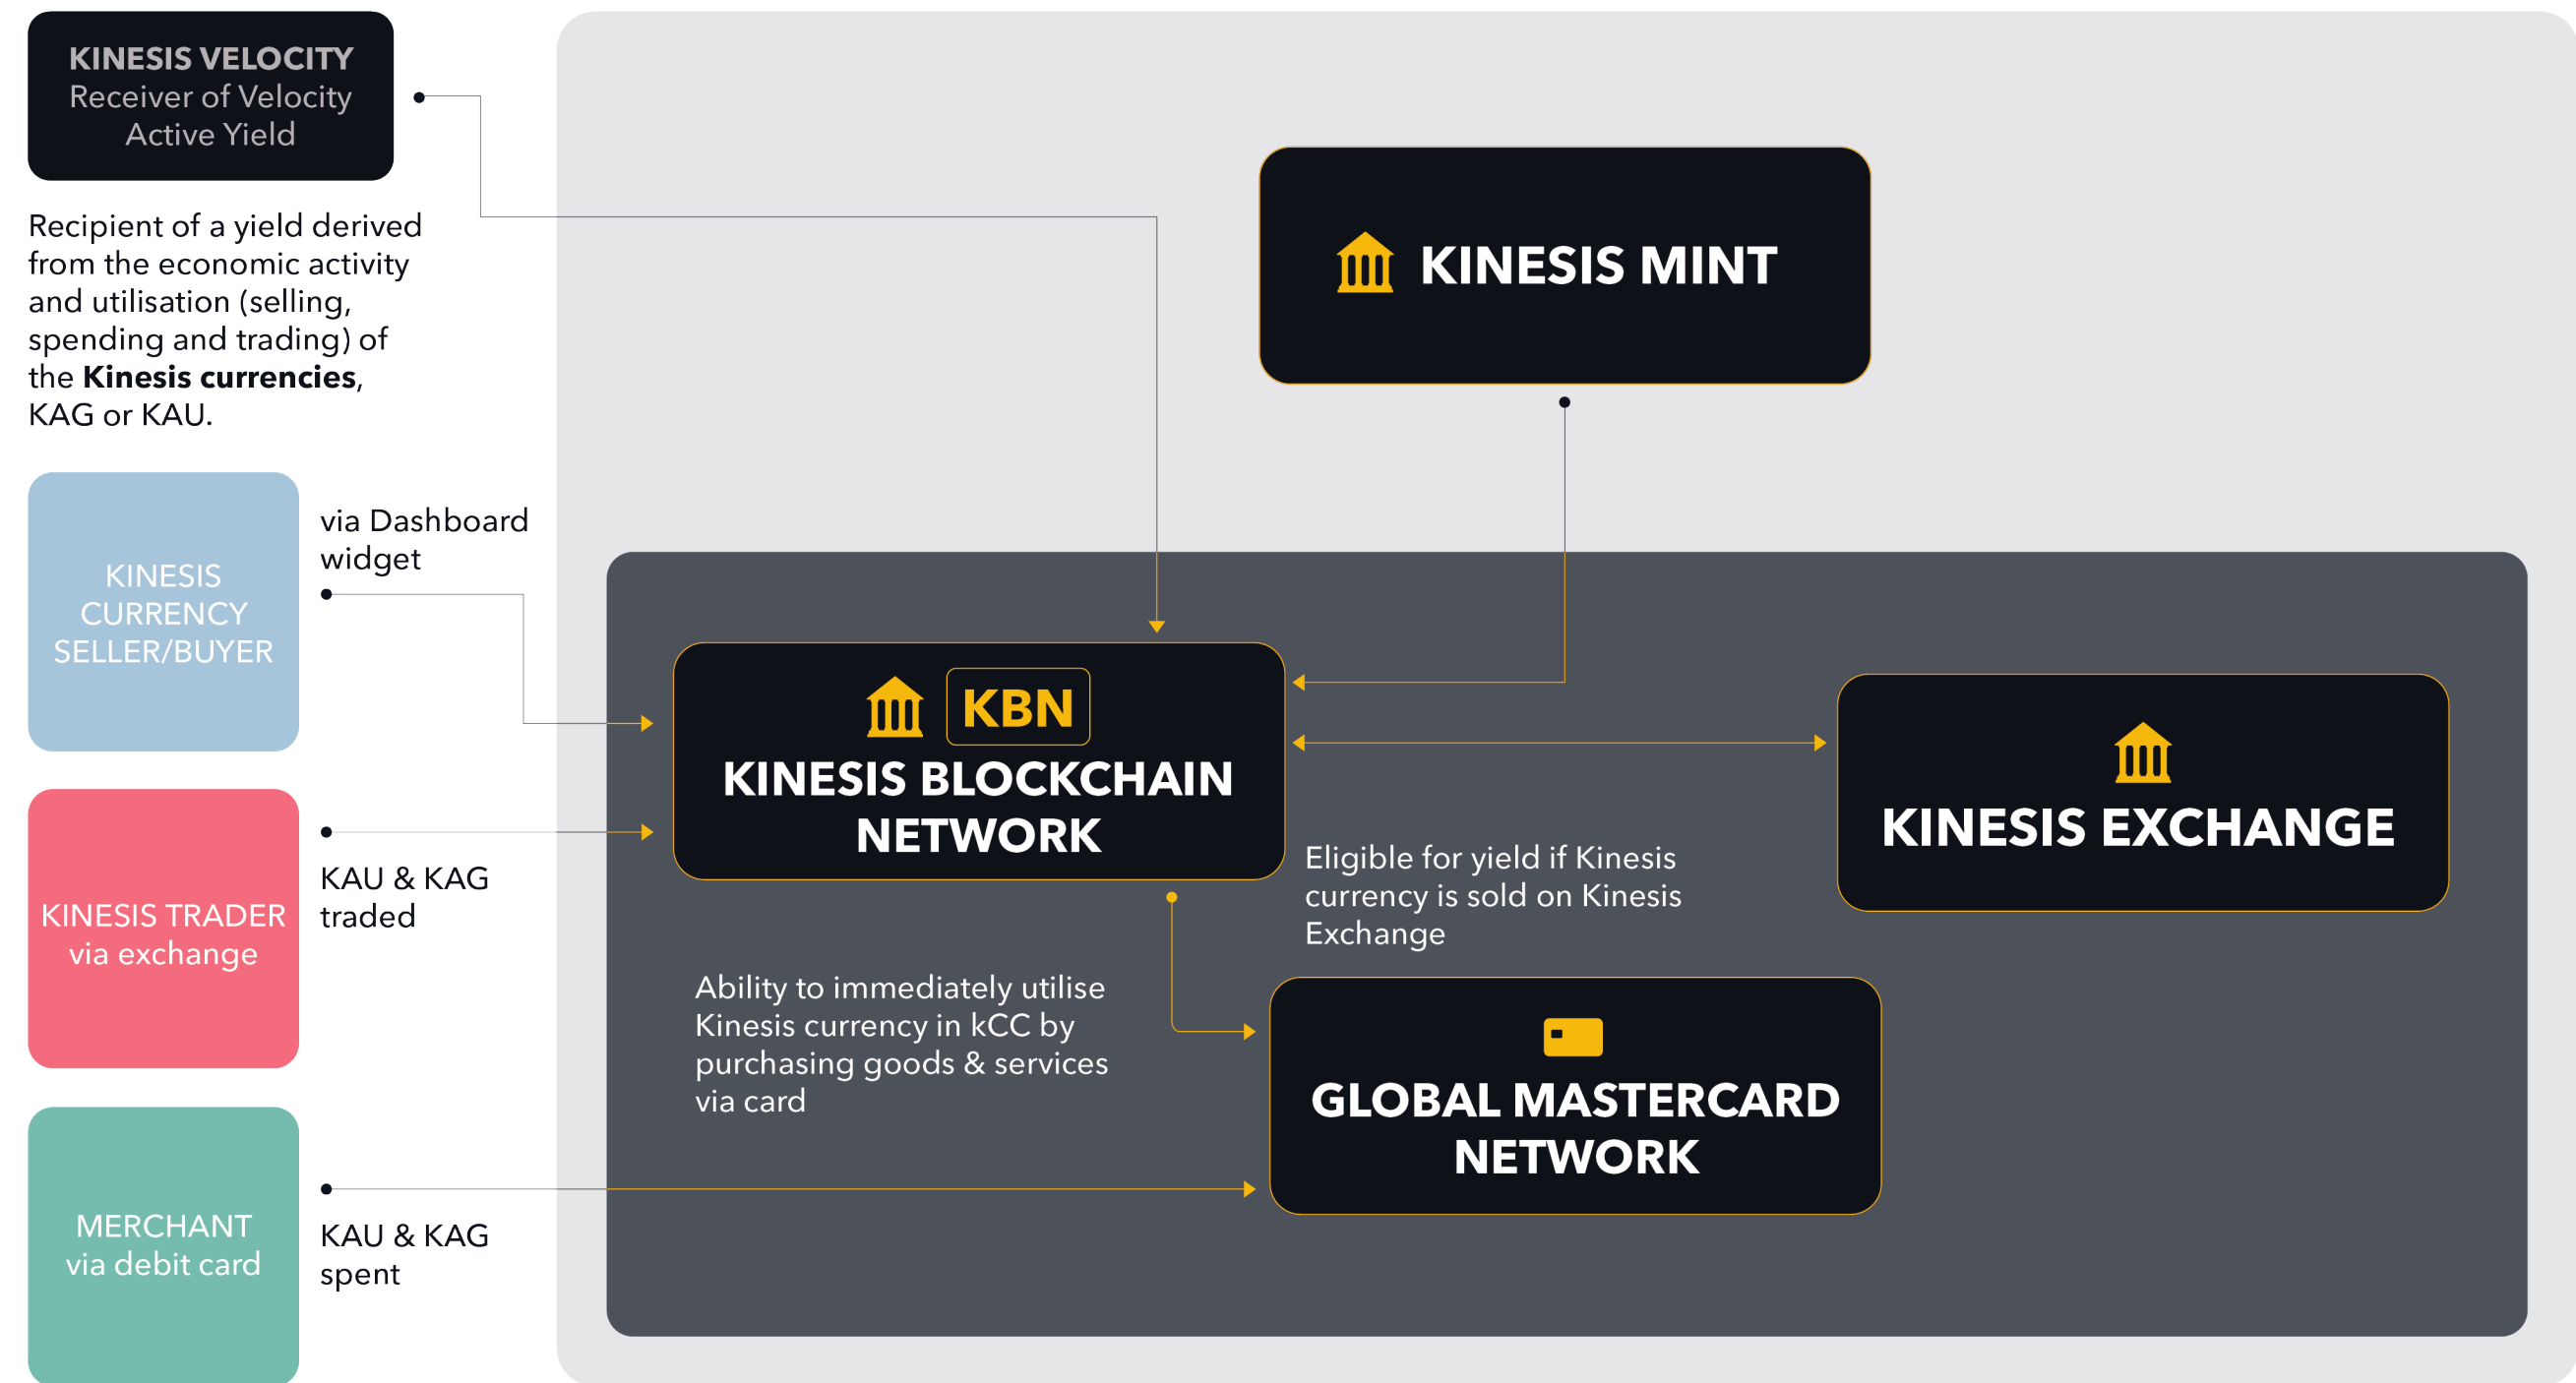 KINESIS VELOCITY
Receiver of Velocity
Active Yield
Recipient of a yield derived
from the economic activity
and utilisation (selling,
spending and trading) of
the Kinesis currencies,
KAG or KAU.
KINESIS MINT
KINESIS
CURRENCY
SELLER/BUYER
via Dashboard
widget
KBN
KINESIS BLOCKCHAIN
NETWORK
KINESIS EXCHANGE
KINESIS TRADER
via exchange
KAU & KAG
traded
Eligible for yield if Kinesis
currency is sold on Kinesis
Exchange
Ability to immediately utilise
Kinesis currency in kCC by
purchasing goods & services
via card
GLOBAL MASTERCARD
NETWORK
MERCHANT
via debit card
KAU & KAG
spent